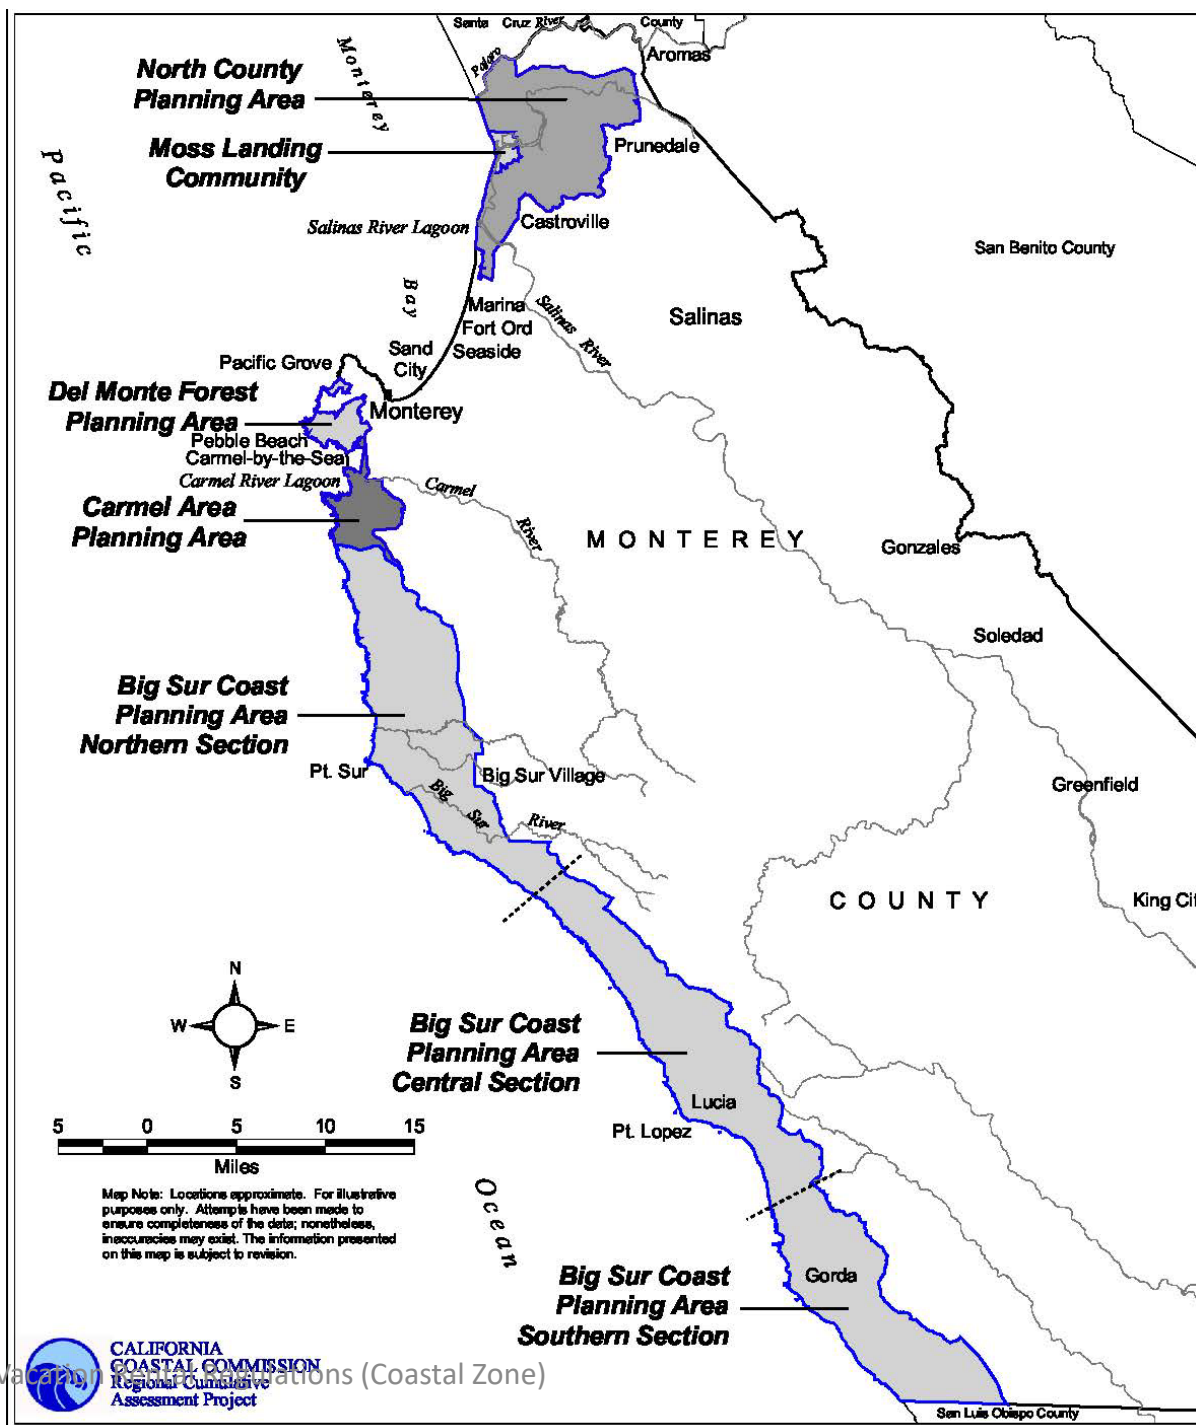 Santa Cruz River County
Pajaro
Aromas
Monterey
North County
Planning Area
Prunedale
Moss Landing
Community
Pacific
Castroville
Salinas River Lagoon
San Benito County
Bay
Marina
Salinas River
Salinas
Fort Ord
Sand
City
Seaside
Pacific Grove
Del Monte Forest
Planning Area
Monterey
Pebble Beach
Carmel-by-the-Sea
Carmel River Lagoon
Carmel River
Carmel Area
Planning Area
MONTEREY
Gonzales
Soledad
Big Sur Coast
Planning Area
Northern Section
Pt. Sur
Big Sur Village
Big Sur River
Greenfield
COUNTY
King Cit
N
W E
S
Big Sur Coast
Planning Area
Central Section
Lucia
Pt. Lopez
5 0 5 10 15
Miles
Map Note: Locations approximate. For illustrative
purposes only. Attempts have been made to
ensure completeness of the data; nonetheless,
inaccuracies may exist. The information presented
on this map is subject to revision.
Ocean
Gorda
Big Sur Coast
Planning Area
Southern Section
CALIFORNIA
COASTAL COMMISSION
Regional Cumulative
Assessment Project
Vacation Rental Regulations (Coastal Zone)
San Luis Obispo County